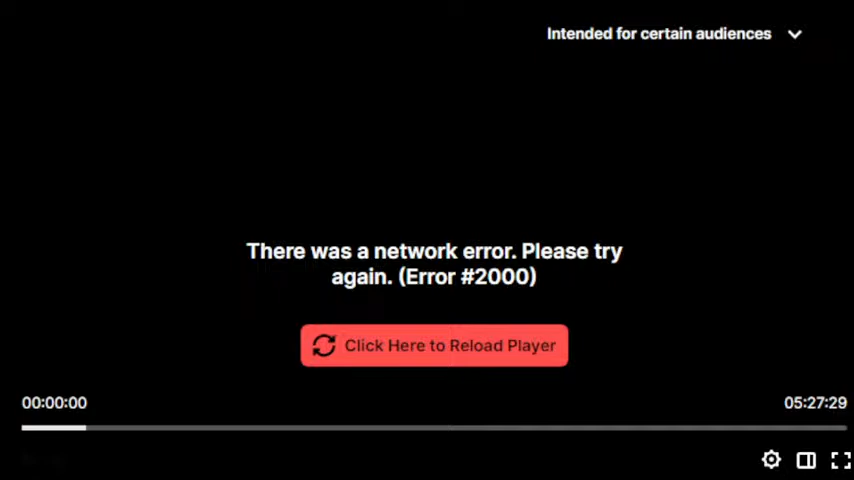 Intended for certain audiences
There was a network error. Please try
again. (Error #2000)
Click Here to Reload Player
00:00:00
05:27:29